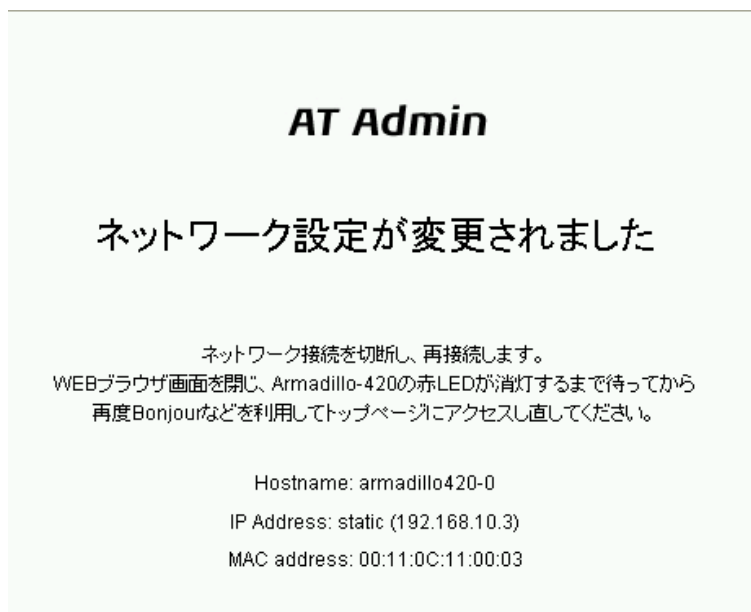 AT Admin
ネットワーク設定が変更されました
ネットワーク接続を切断し、再接続します。
WEBブラウザ画面を閉じ、Armadillo-420の赤LEDが消灯するまで待ってから
再度Bonjourなどを利用してトップページにアクセスし直してください。
Hostname: armadillo420-0
IP Address: static (192.168.10.3)
MAC address: 00:11:0C:11:00:03